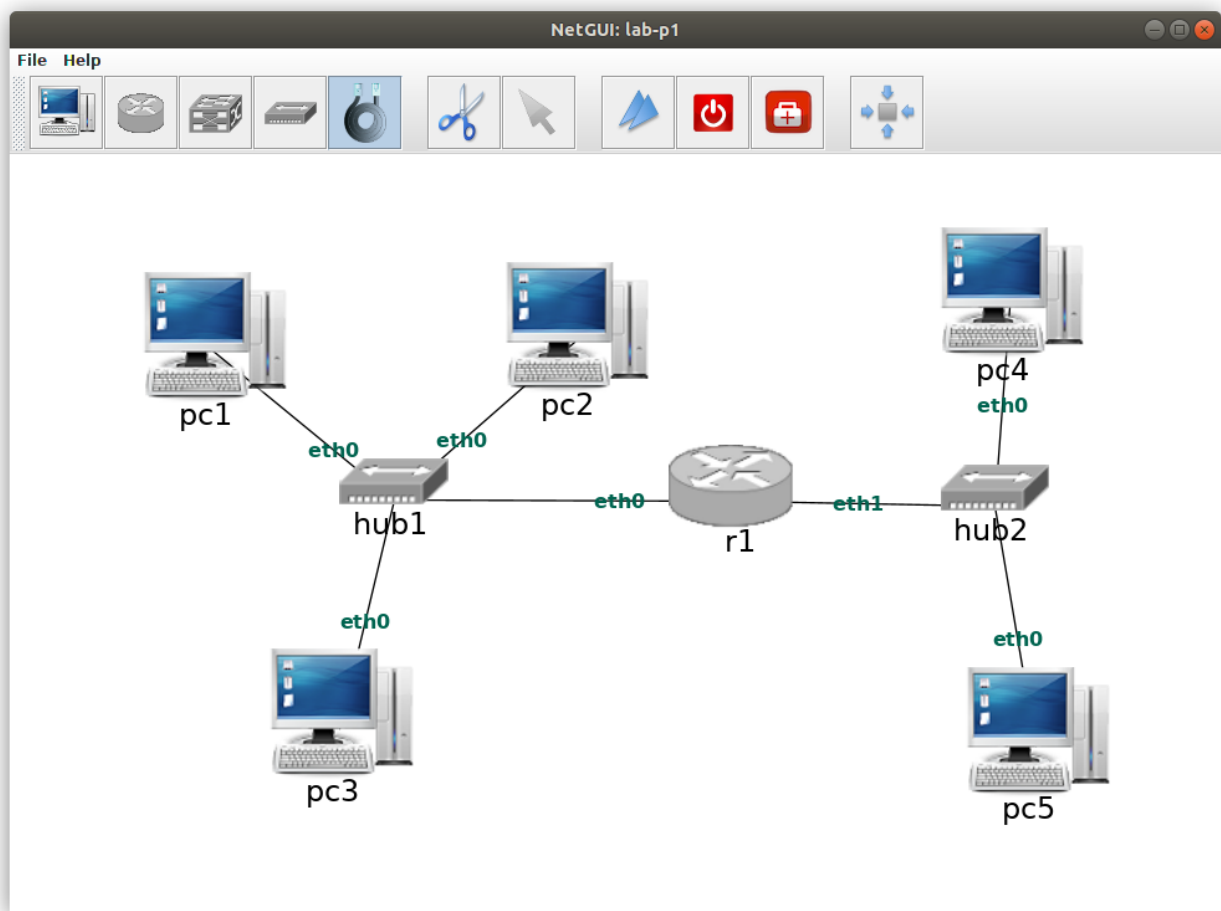 NetGUI: lab-p1
File Help
pc4
eth0
pc1
pc2
eth0
eth0
eth0
eth1
hub1
r1
hub2
eth0
eth0
pc3
pc5